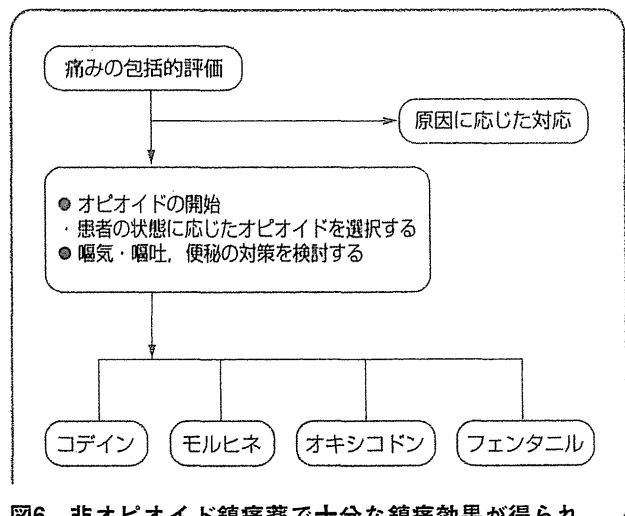 痛みの包括的評価
原因に応じた対応
● オピオイドの開始
・患者の状態に応じたオピオイドを選択する
● 嘔気・嘔吐，便秘の対策を検討する
コデイン
モルヒネ
オキシコドン
フェンタニル
図6 非オピオイド鎮痛薬で十分な鎮痛効果が得られ